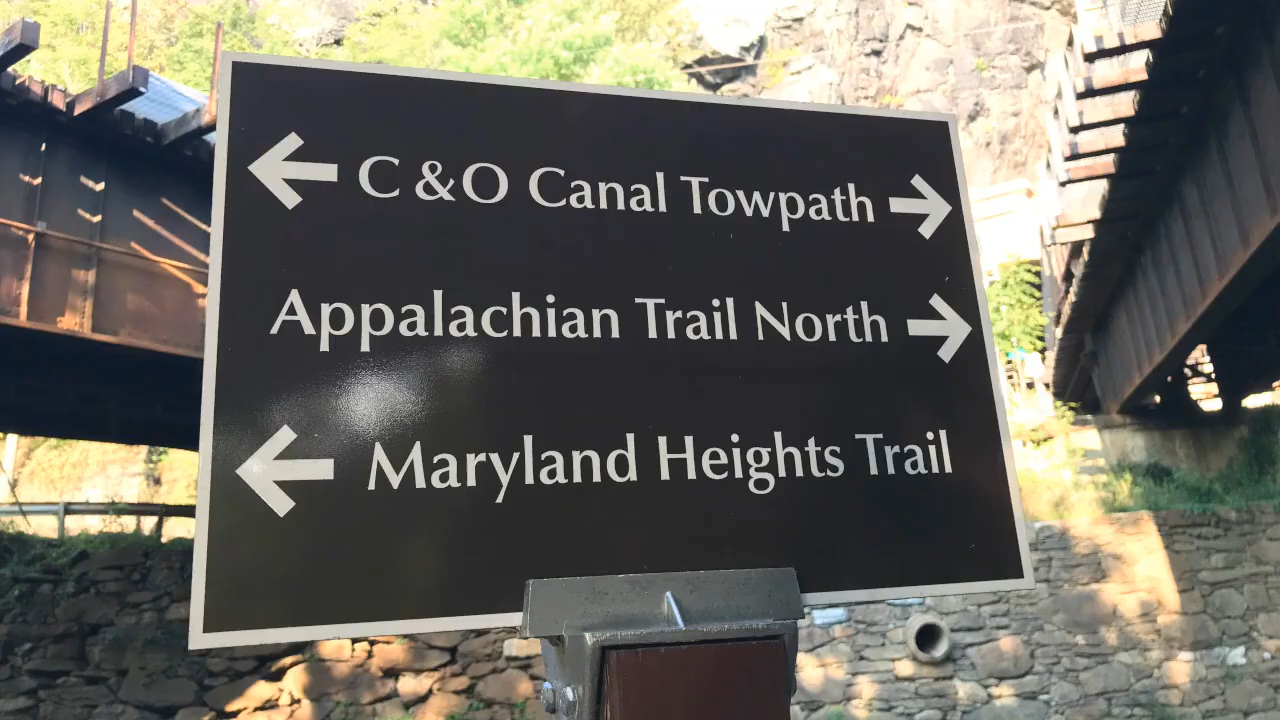 ← C & O Canal Towpath →
Appalachian Trail North →
← Maryland Heights Trail